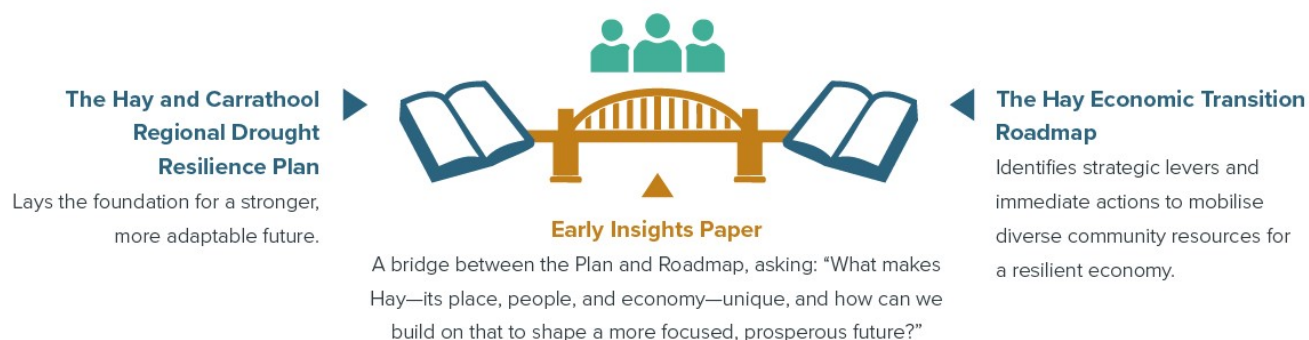 The Hay and Carrathool
Regional Drought
Resilience Plan
Lays the foundation for a stronger,
more adaptable future.
Early Insights Paper
A bridge between the Plan and Roadmap, asking: “What makes
Hay—its place, people, and economy—unique, and how can we
build on that to shape a more focused, prosperous future?”
The Hay Economic Transition
Roadmap
Identifies strategic levers and
immediate actions to mobilise
diverse community resources for
a resilient economy.